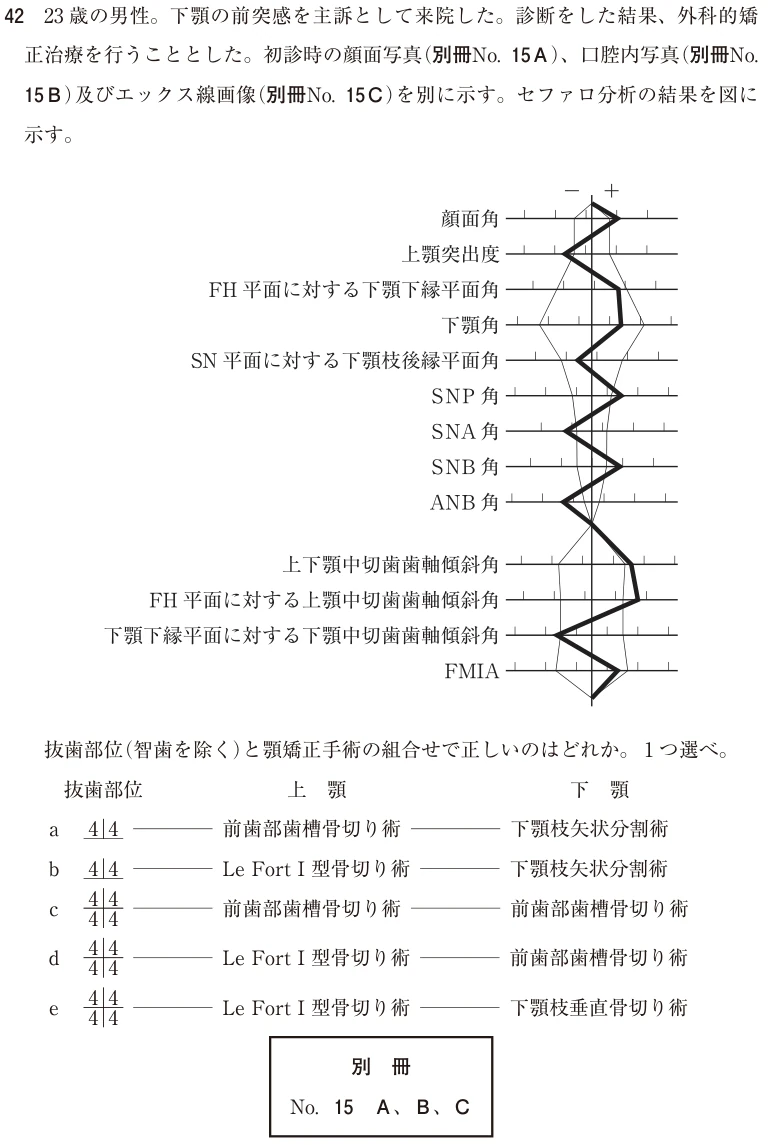 42 23歳の男性。下顎の前突感を主訴として来院した。診断をした結果、外科的矯
正治療を行うこととした。初診時の顔面写真(別冊No. 15A)、口腔内写真(別冊No.
15B)及びエックス線画像(別冊No. 15C)を別に示す。セファロ分析の結果を図に
示す。
− +
顔面角
上顎突出度
FH平面に対する下顎下縁平面角
下顎角
SN平面に対する下顎枝後縁平面角
SNP角
SNA角
SNB角
ANB角
上下顎中切歯歯軸傾斜角
FH平面に対する上顎中切歯歯軸傾斜角
下顎下縁平面に対する下顎中切歯歯軸傾斜角
FMIA
抜歯部位(智歯を除く)と顎矯正手術の組合せで正しいのはどれか。1つ選べ。
抜歯部位 上 顎 下 顎
a 4|4 ─── 前歯部歯槽骨切り術 ─── 下顎枝矢状分割術
b 4|4 ─── Le Fort I 型骨切り術 ─── 下顎枝矢状分割術
4|4
c ─── 前歯部歯槽骨切り術 ─── 前歯部歯槽骨切り術
4|4
4|4
d ─── Le Fort I 型骨切り術 ─── 前歯部歯槽骨切り術
4|4
4|4
e ─── Le Fort I 型骨切り術 ─── 下顎枝垂直骨切り術
4|4
別 冊
No. 15 A、B、C